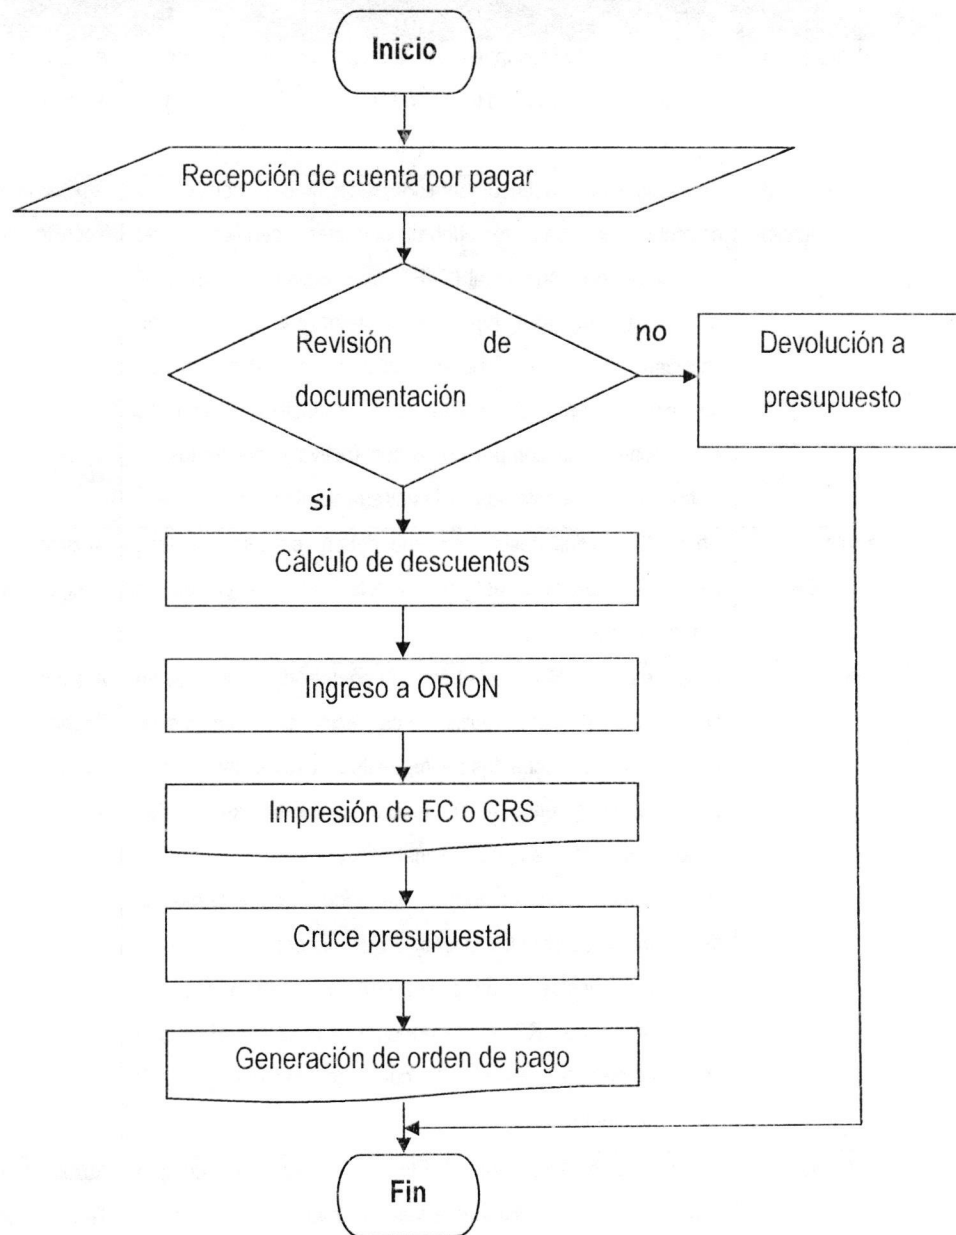 Inicio
Recepción de cuenta por pagar
Revisión de
documentación
no
Devolución a
presupuesto
si
Cálculo de descuentos
Ingreso a ORION
Impresión de FC o CRS
Cruce presupuestal
Generación de orden de pago
Fin